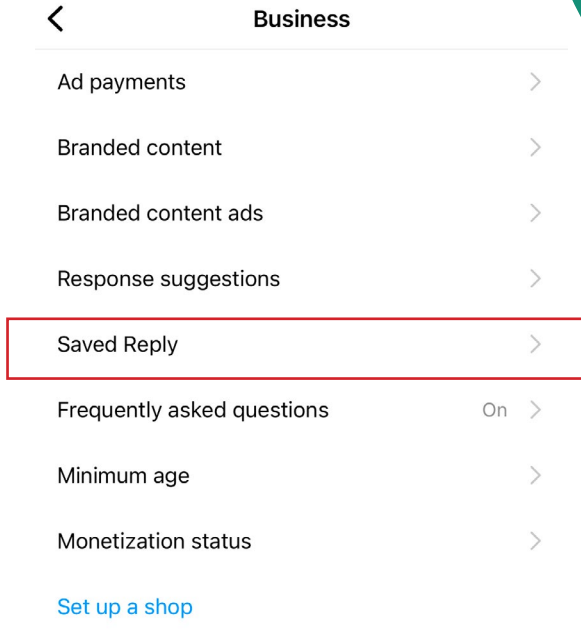 Business
Ad payments
Branded content
Branded content ads
Response suggestions
Saved Reply
Frequently asked questions On
Minimum age
Monetization status
Set up a shop